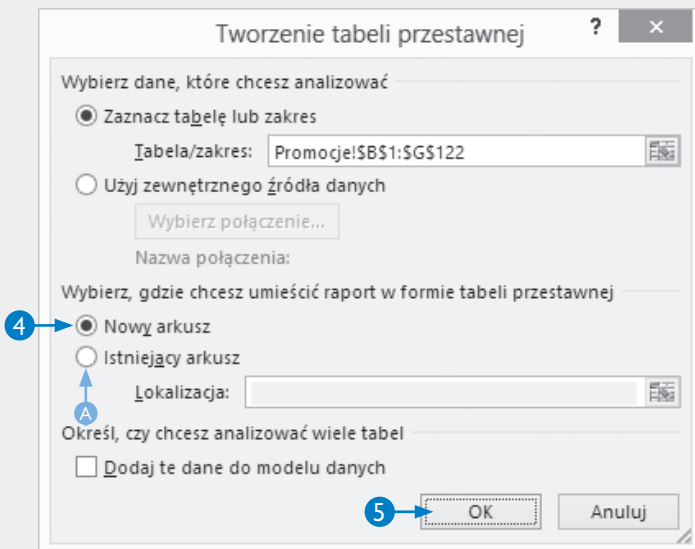 Tworzenie tabeli przestawnej ? ×
Wybierz dane, które chcesz analizować
Zaznacz tabelę lub zakres
Tabela/zakres: Promocje!$B$1:$G$122
Użyj zewnętrznego źródła danych
Wybierz połączenie...
Nazwa połączenia:
Wybierz, gdzie chcesz umieścić raport w formie tabeli przestawnej
4 Nowy arkusz
Istniejący arkusz
Lokalizacja:
A
Określ, czy chcesz analizować wiele tabel
Dodaj te dane do modelu danych
5 OK Anuluj